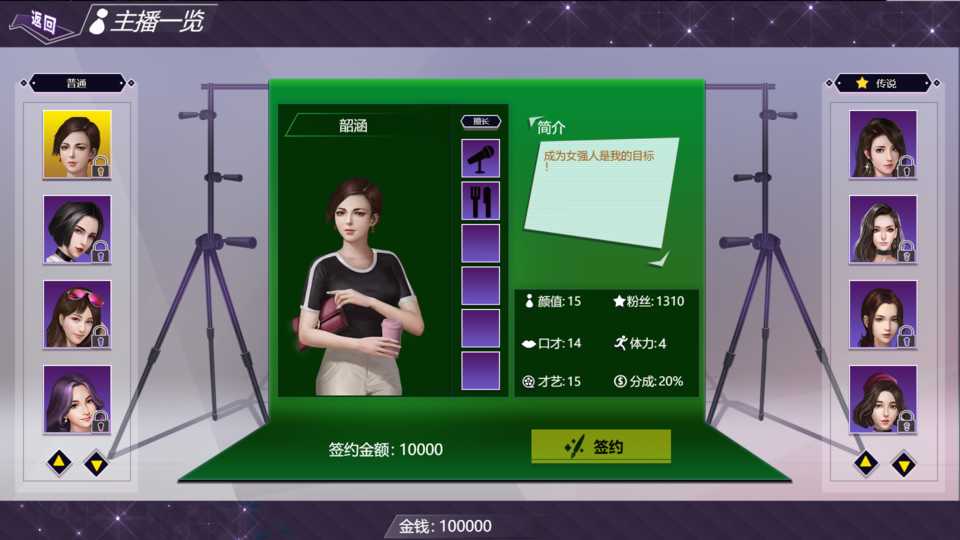 返回
主播一览
普通
传说
韶涵
擅长
简介
成为女强人是我的目标
！
颜值: 15
粉丝: 1310
口才: 14
体力: 4
才艺: 15
分成: 20%
签约金额: 10000
签约
金钱: 100000